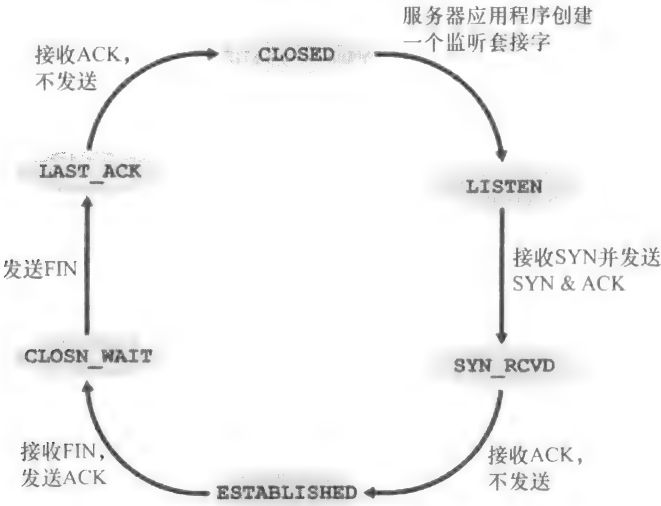 服务器应用程序创建
一个监听套接字
接收ACK，
不发送
CLOSED
LAST_ACK
LISTEN
发送FIN
接收SYN并发送
SYN & ACK
CLOSN_WAIT
SYN_RCVD
接收FIN，
发送ACK
接收ACK，
不发送
ESTABLISHED